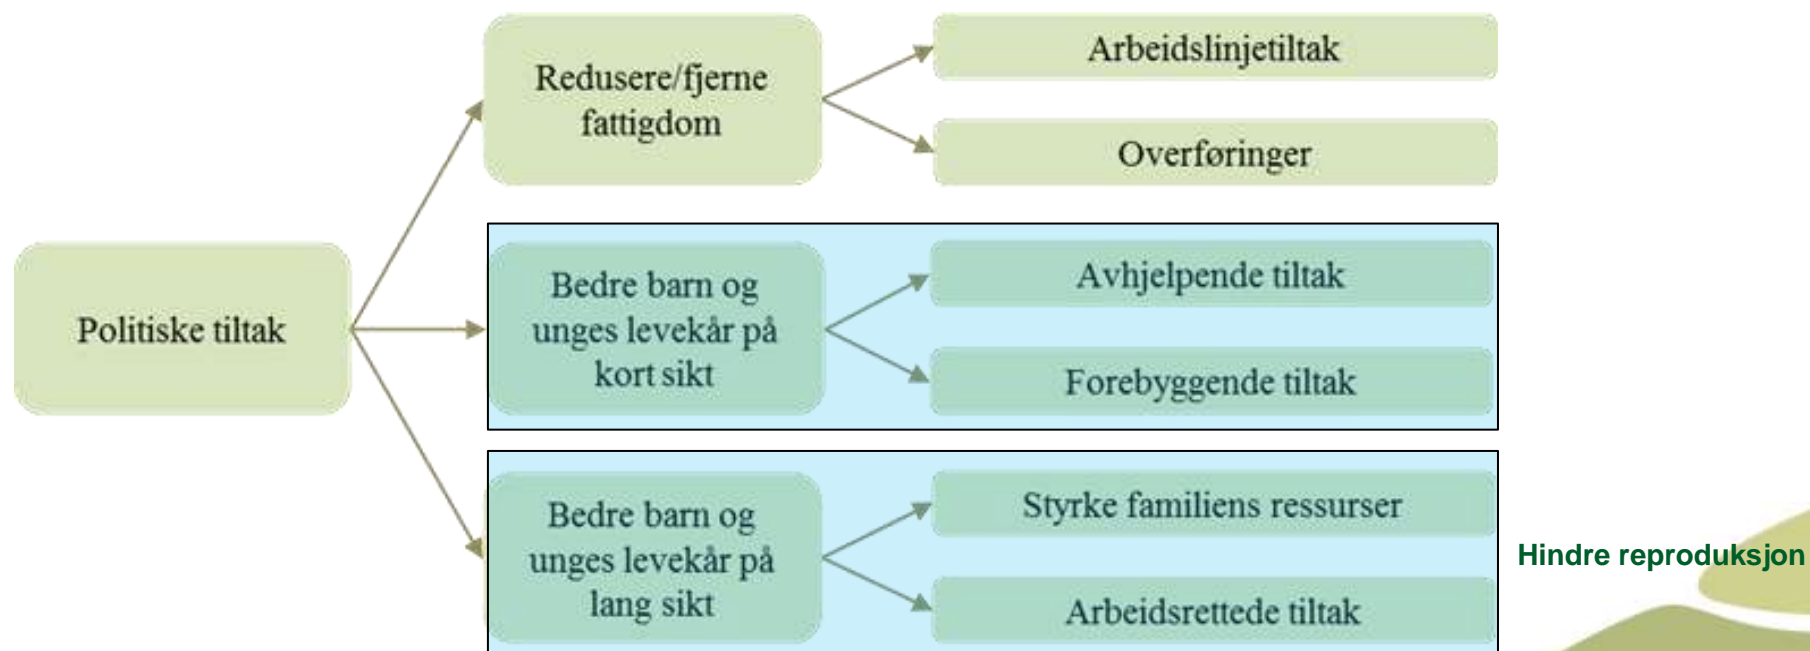 Redusere/fjerne
fattigdom
Arbeidslinjetiltak
Overføringer
Politiske tiltak
Bedre barn og
unges levekår på
kort sikt
Avhjelpende tiltak
Forebyggende tiltak
Bedre barn og
unges levekår på
lang sikt
Styrke familiens ressurser
Arbeidsrettede tiltak
Hindre reproduksjon